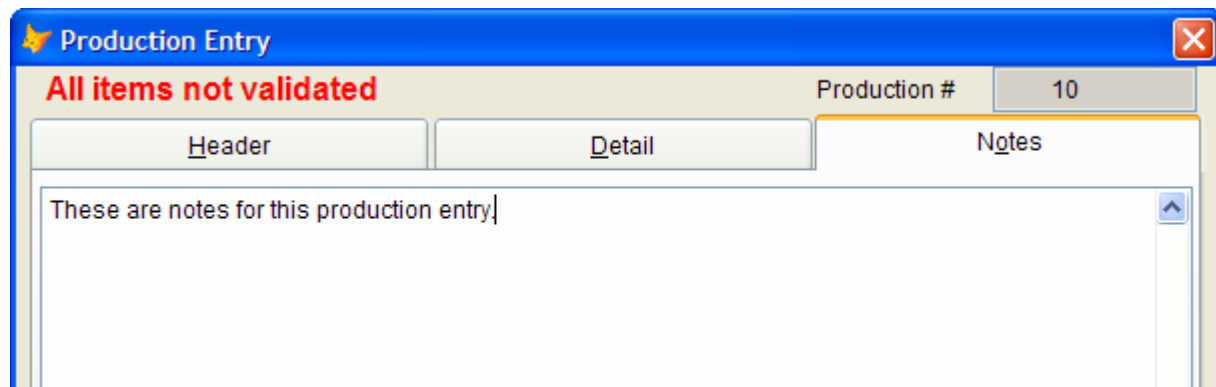 Production Entry
All items not validated
Production # 10
Header Detail Notes
These are notes for this production entry.